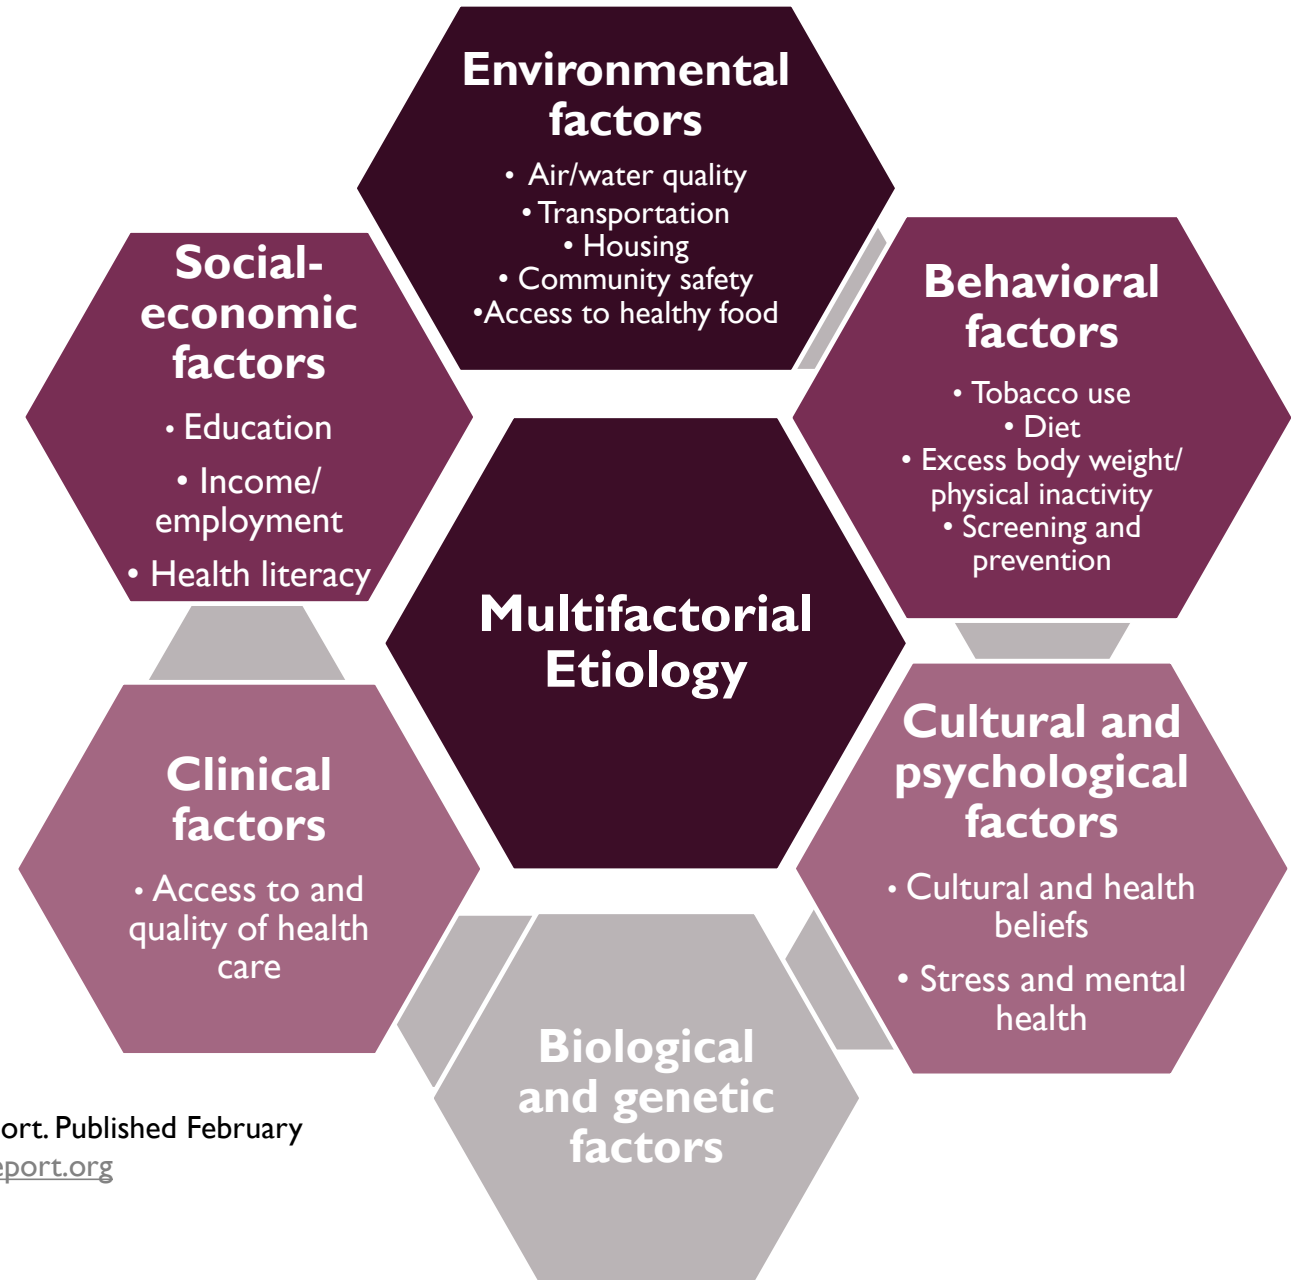 Environmental
factors
• Air/water quality
• Transportation
• Housing
• Community safety
•Access to healthy food
Behavioral
factors
• Tobacco use
• Diet
• Excess body weight/
physical inactivity
• Screening and
prevention
Social-
economic
factors
• Education
• Income/
employment
• Health literacy
Multifactorial
Etiology
Cultural and
psychological
factors
• Cultural and health
beliefs
• Stress and mental
health
Clinical
factors
• Access to and
quality of health
care
Biological
and genetic
factors
ort. Published February
eport.org